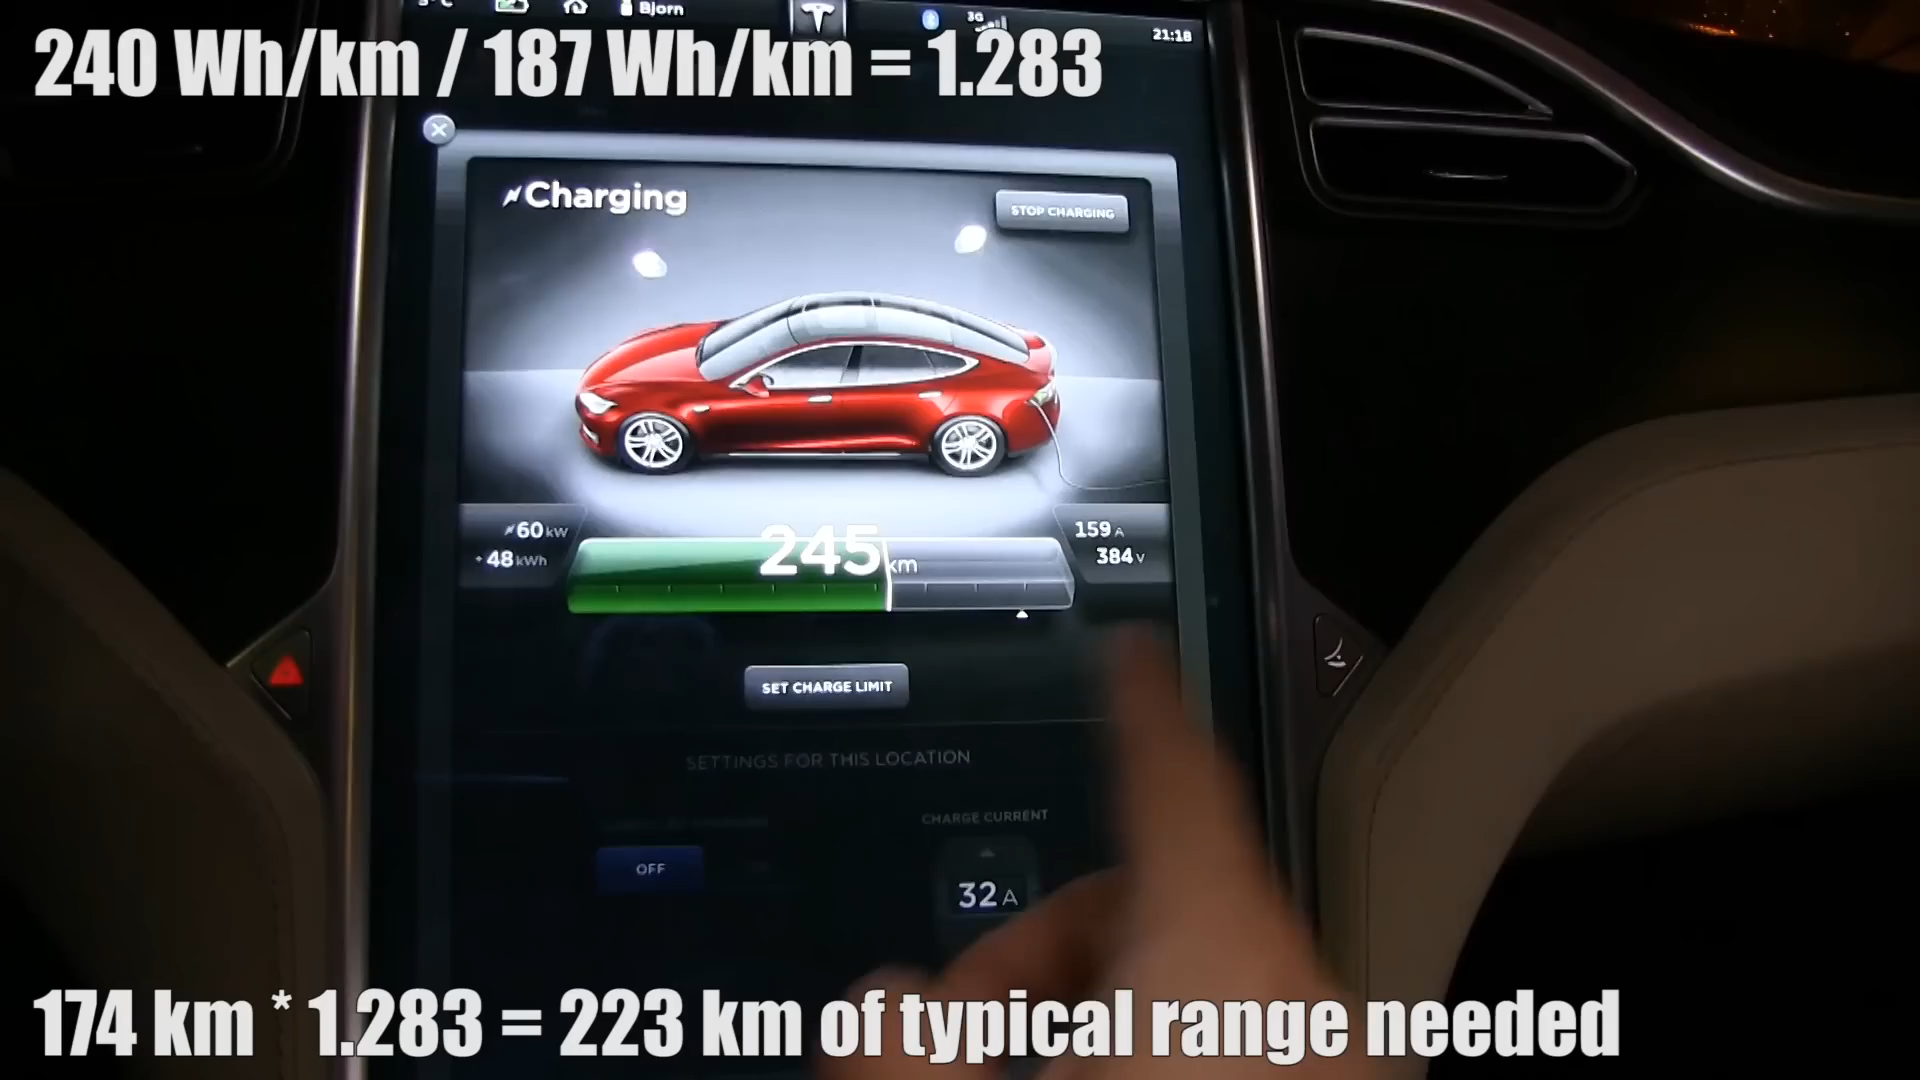 240 Wh/km / 187 Wh/km = 1.283
Bjorn
3G
21:18
Charging
STOP CHARGING
60 kW
+48 kWh
245 km
159 A
384 V
SET CHARGE LIMIT
SETTINGS FOR THIS LOCATION
CHARGE CURRENT
OFF
32 A
174 km * 1.283 = 223 km of typical range needed